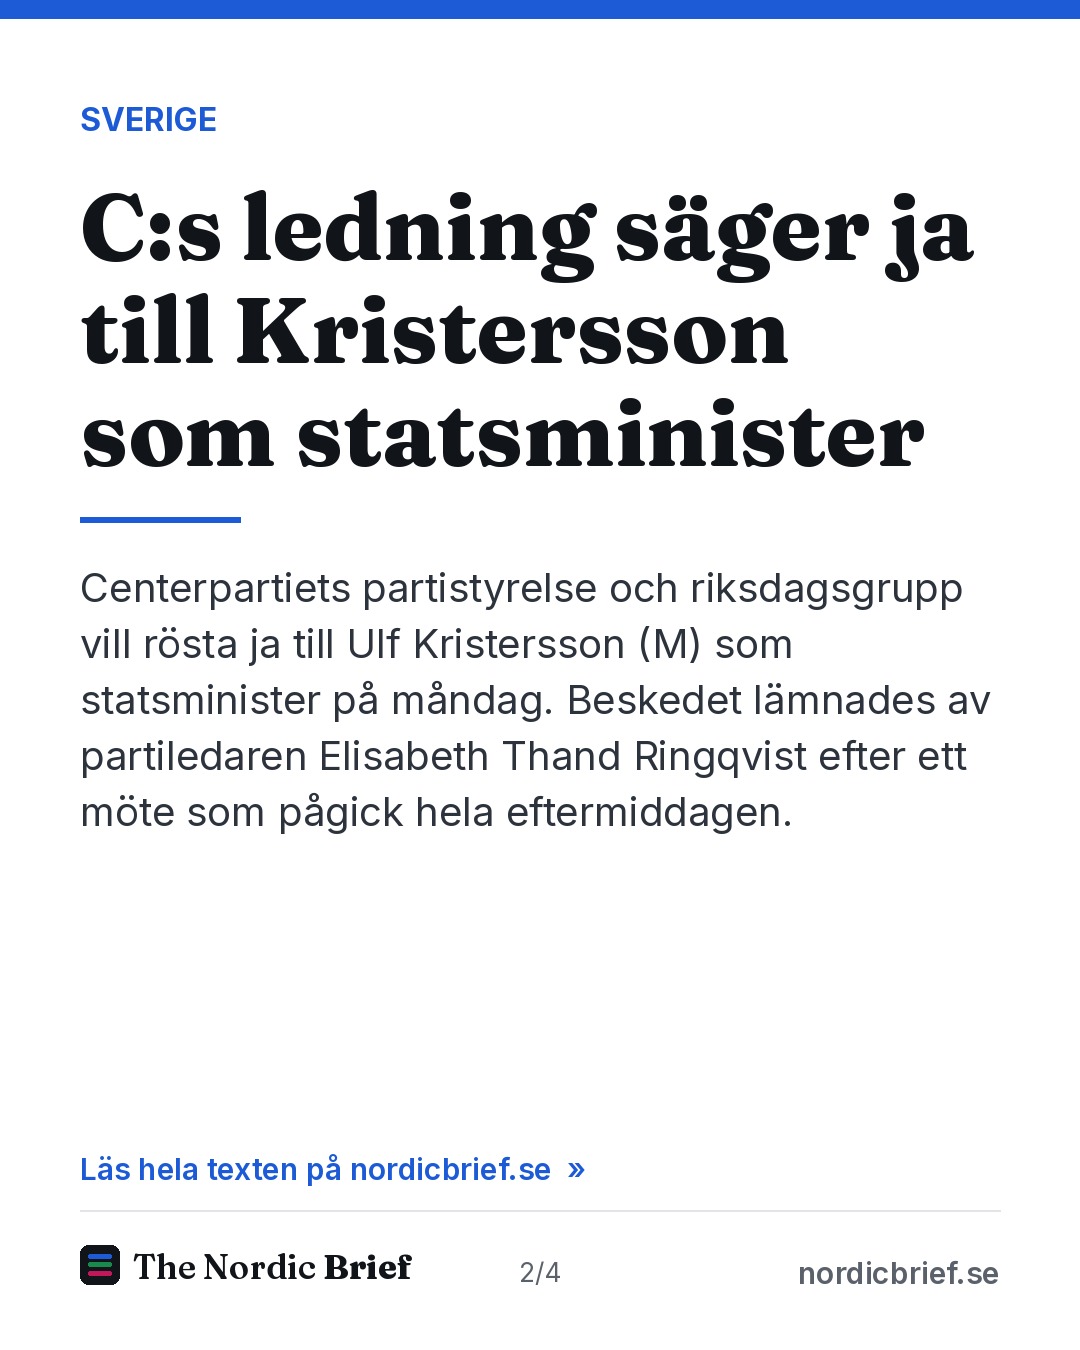 SVERIGE
C:s ledning säger ja
till Kristersson
som statsminister
Centerpartiets partistyrelse och riksdagsgrupp
vill rösta ja till Ulf Kristersson (M) som
statsminister på måndag. Beskedet lämnades av
partiledaren Elisabeth Thand Ringqvist efter ett
möte som pågick hela eftermiddagen.
Läs hela texten på nordicbrief.se »
The Nordic Brief
2/4
nordicbrief.se